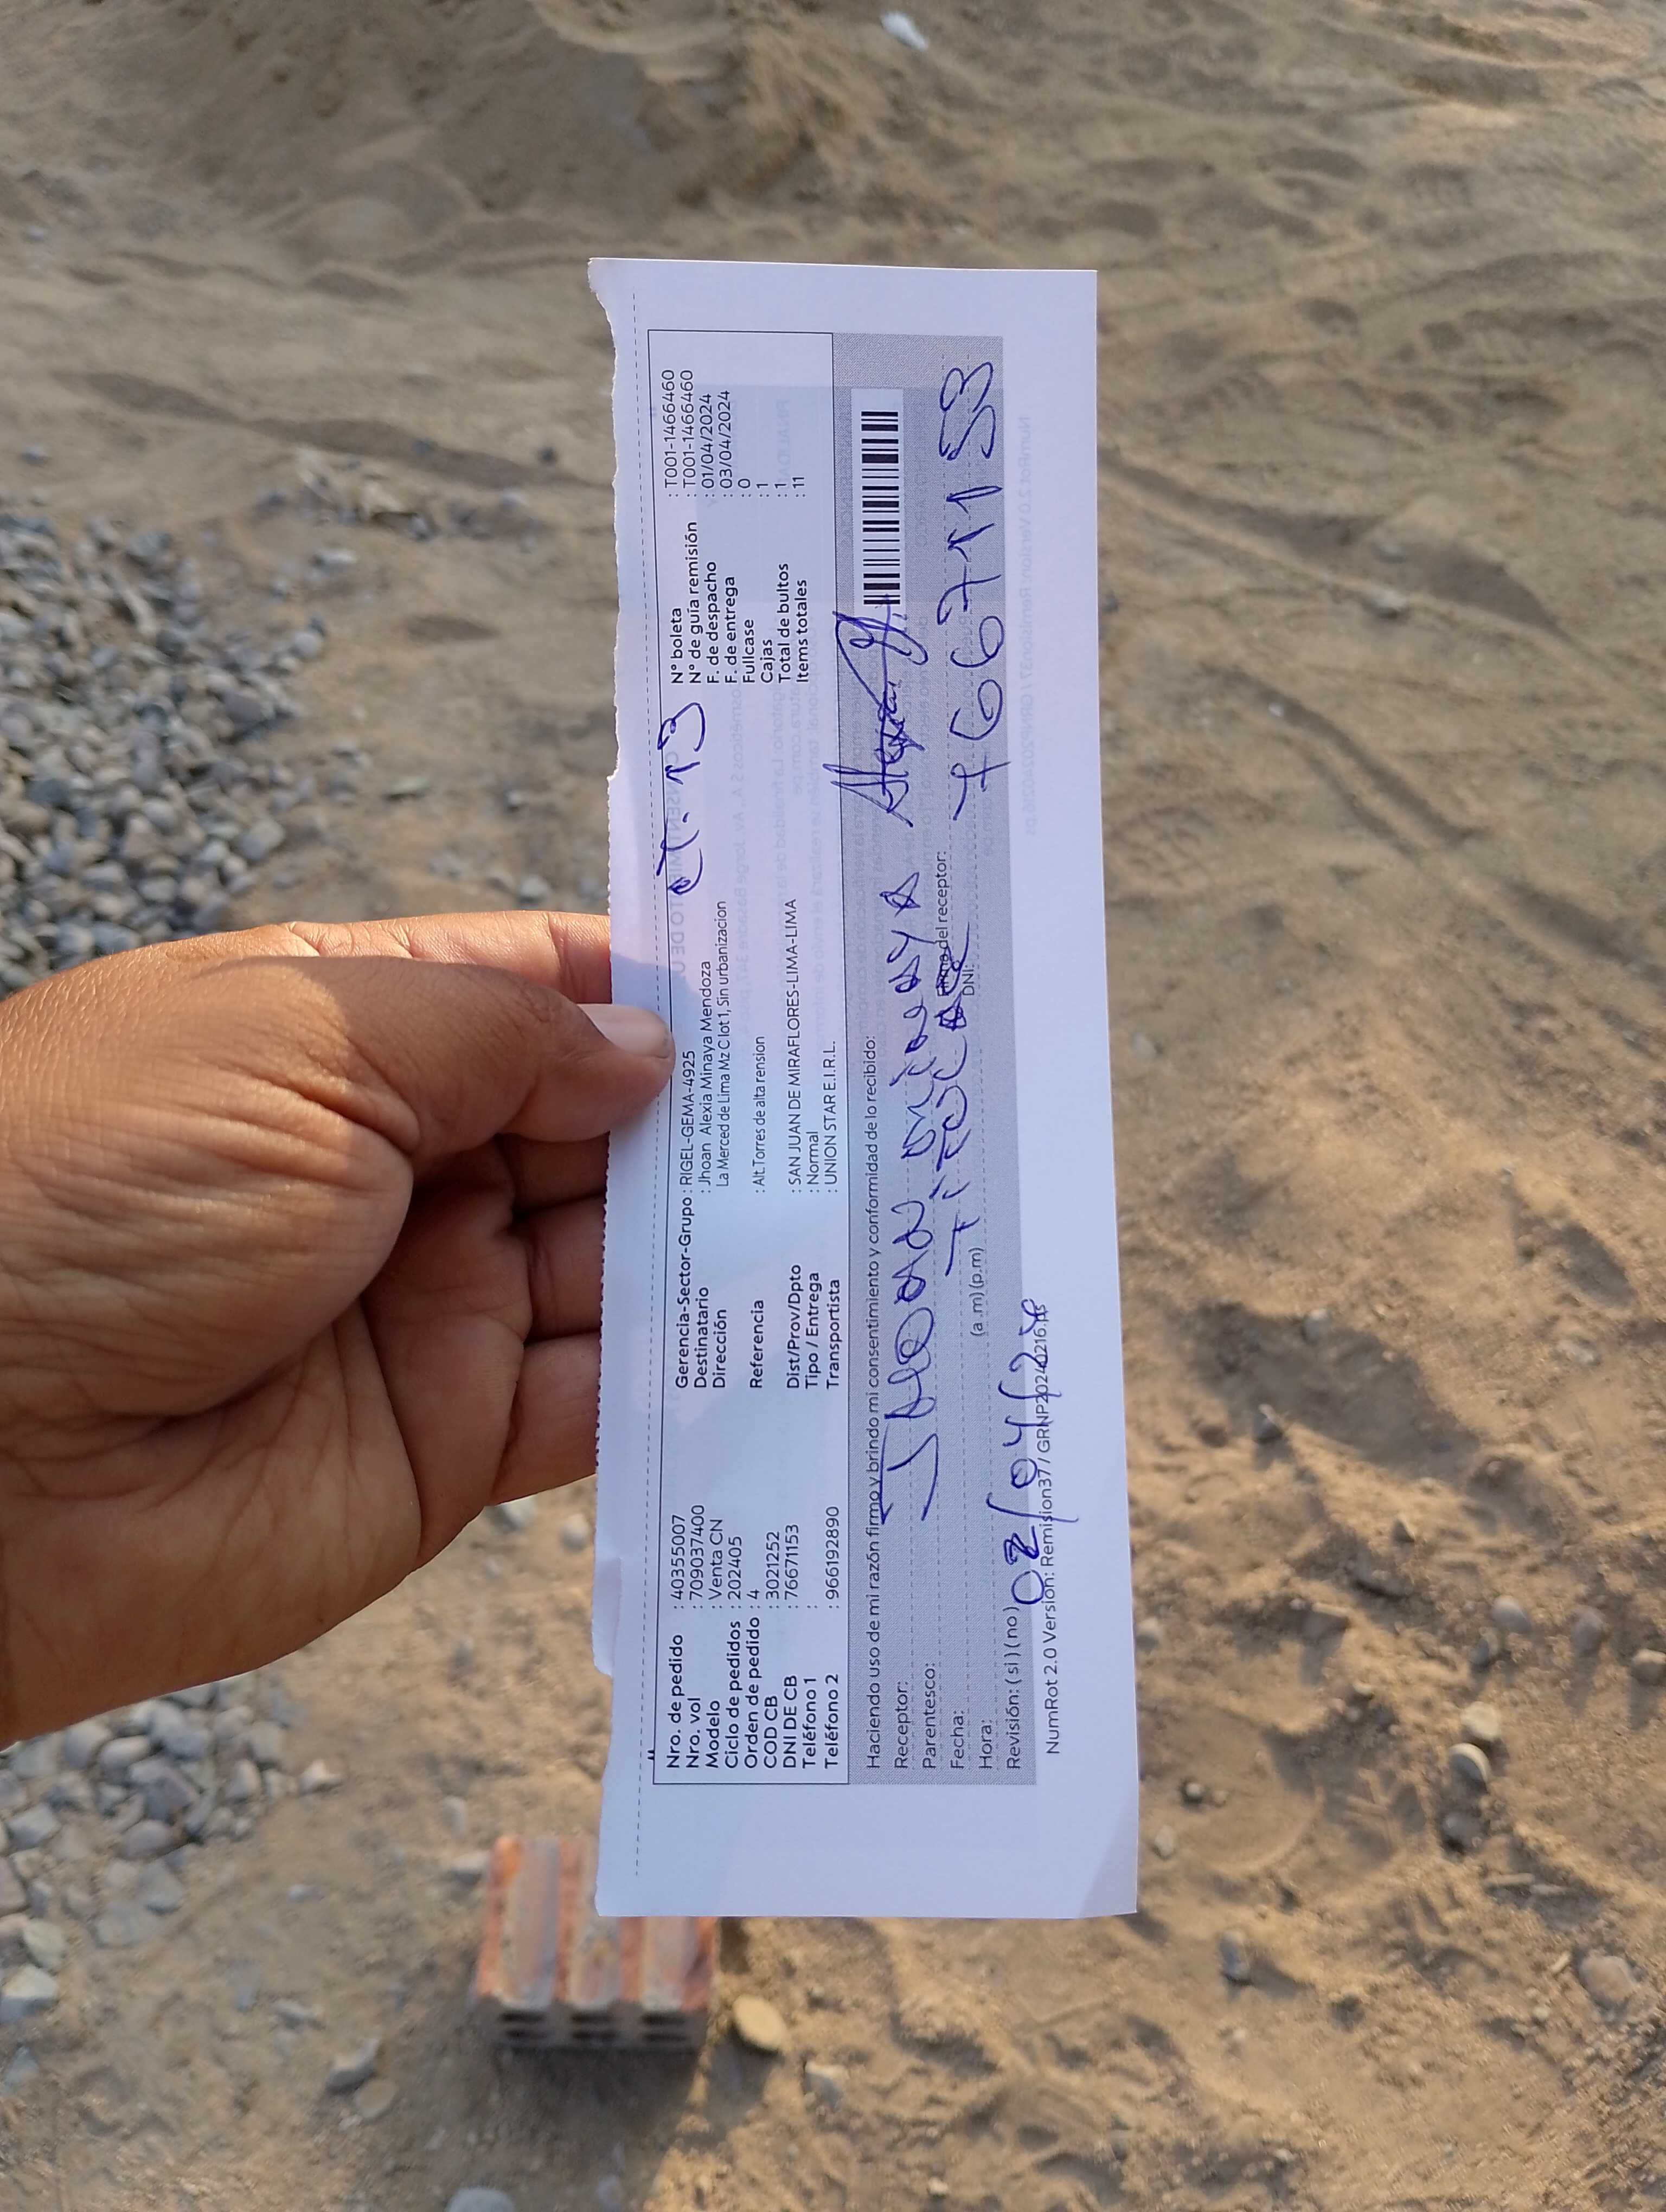 Nro. de pedido : 40355007 Gerencia-Sector-Grupo : RIGEL-GEMA-4925 N° boleta : T001-1466460
Nro. vol : 709037400 Destinatario : Jhoan Alexia Minaya Mendoza N° de guía remisión : T001-1466460
Modelo : Venta CN Dirección La Merced de Lima Mz C lot 1, Sin urbanizacion F. de despacho : 01/04/2024
Ciclo de pedidos : 202405 F. de entrega : 03/04/2024
Orden de pedido : 4 Referencia : Alt.Torres de alta rension Fullcase : 0
COD CB : 3021252 Cajas : 1
DNI DE CB : 76671153 Dist/Prov/Dpto : SAN JUAN DE MIRAFLORES-LIMA-LIMA Total de bultos : 1
Teléfono 1 : Tipo / Entrega : Normal Items totales : 11
Teléfono 2 : 966192890 Transportista : UNION STAR E.I.R.L.
Haciendo uso de mi razón firmo y brindo mi consentimiento y conformidad de lo recibido:
Receptor: Jhoan Minaya
Parentesco: Titular
Firma del receptor:
Fecha: DNI: 76671153
Hora: (a .m) (p.m)
Revisión: ( si ) ( no ) 02/04/24
NumRot 2.0 Version: Remision37 / GRNP20240216.prs